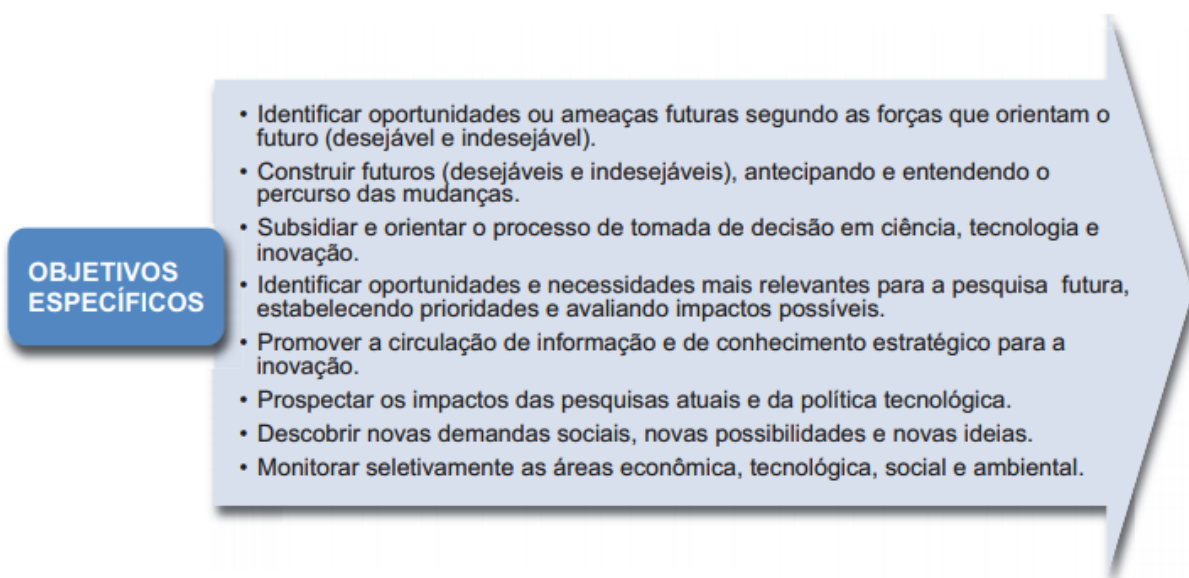 OBJETIVOS
ESPECÍFICOS
• Identificar oportunidades ou ameaças futuras segundo as forças que orientam o
futuro (desejável e indesejável).
• Construir futuros (desejáveis e indesejáveis), antecipando e entendendo o
percurso das mudanças.
• Subsidiar e orientar o processo de tomada de decisão em ciência, tecnologia e
inovação.
• Identificar oportunidades e necessidades mais relevantes para a pesquisa futura,
estabelecendo prioridades e avaliando impactos possíveis.
• Promover a circulação de informação e de conhecimento estratégico para a
inovação.
• Prospectar os impactos das pesquisas atuais e da política tecnológica.
• Descobrir novas demandas sociais, novas possibilidades e novas ideias.
• Monitorar seletivamente as áreas econômica, tecnológica, social e ambiental.